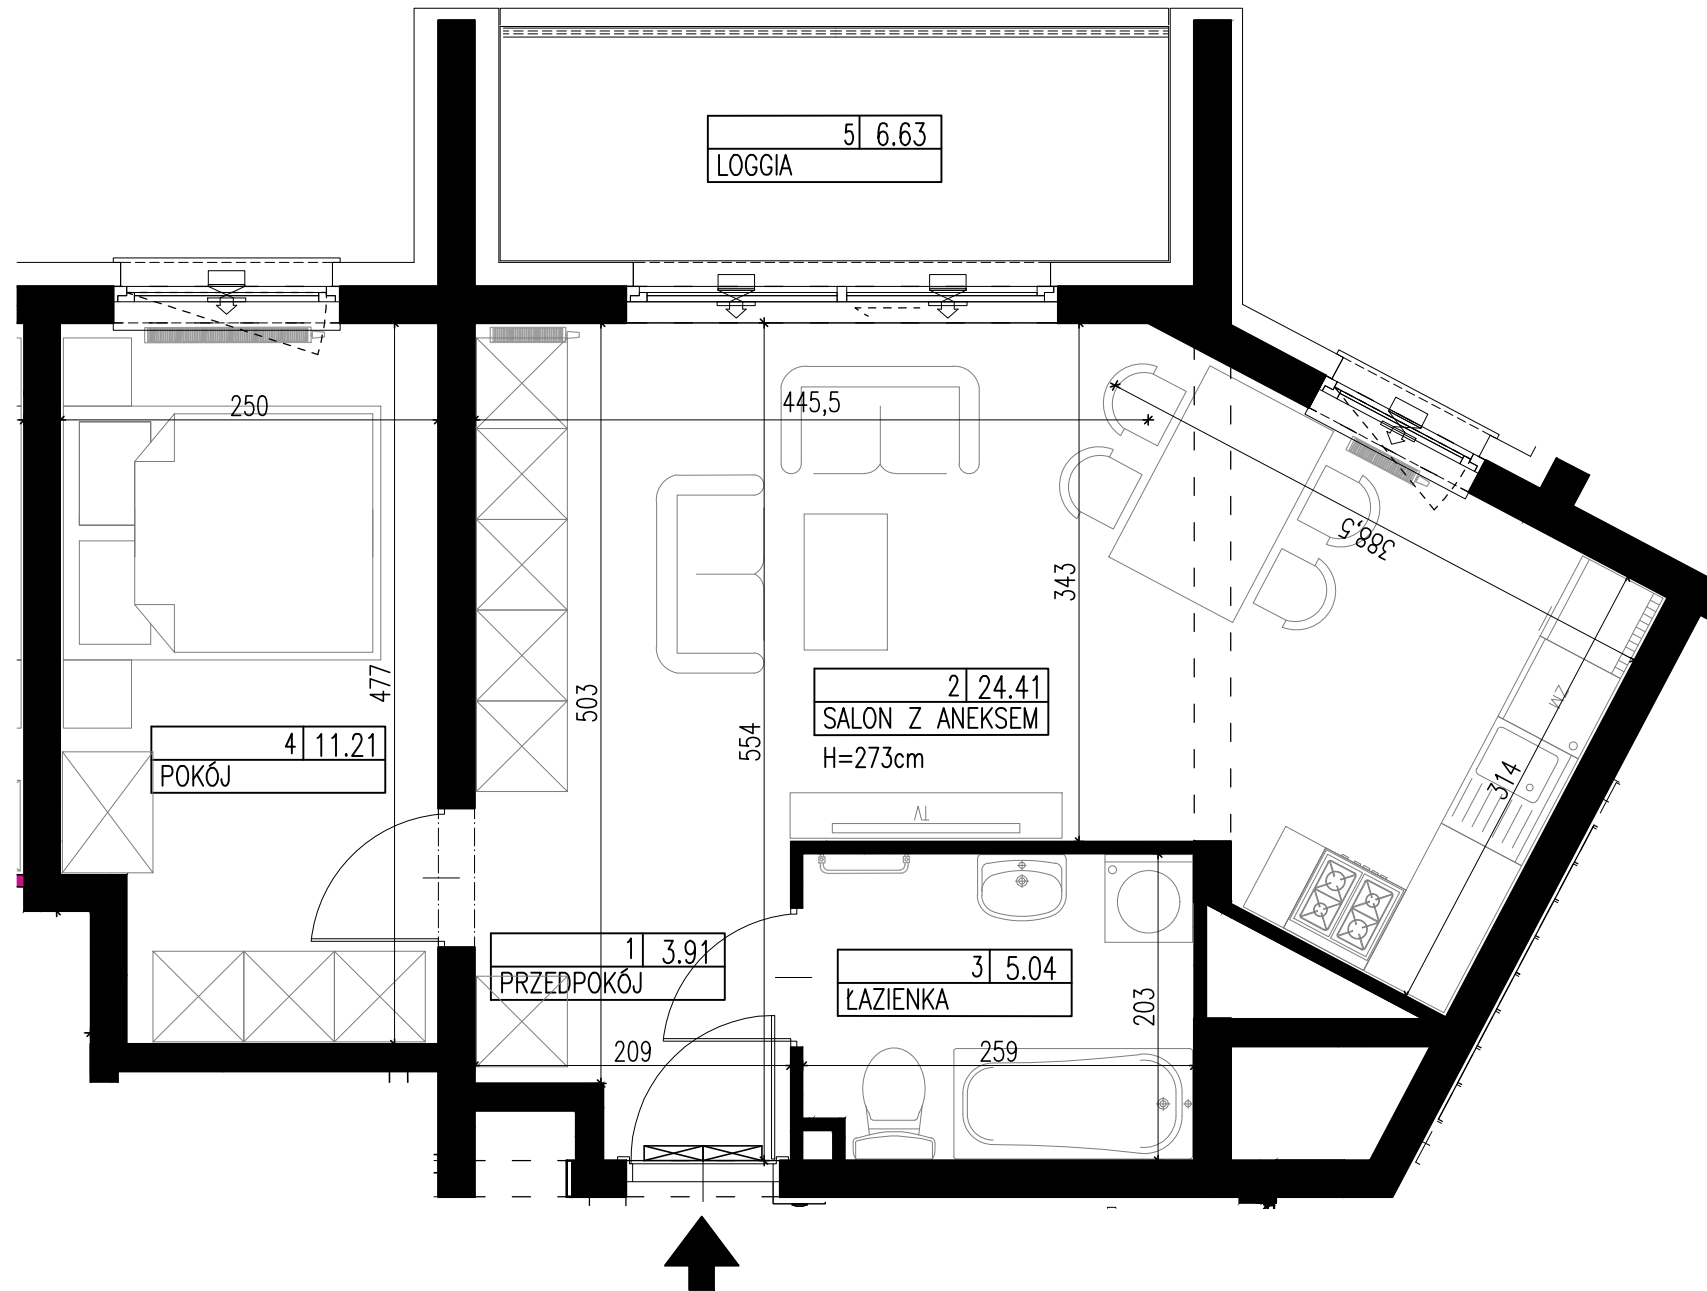 5 6.63
LOGGIA
250
445,5
388,5
343
477
503
554
2 24.41
SALON Z ANEKSEM
H=273cm
4 11.21
POKÓJ
ZM
314
TV
1 3.91
PRZEDPOKÓJ
3 5.04
ŁAZIENKA
203
209
259